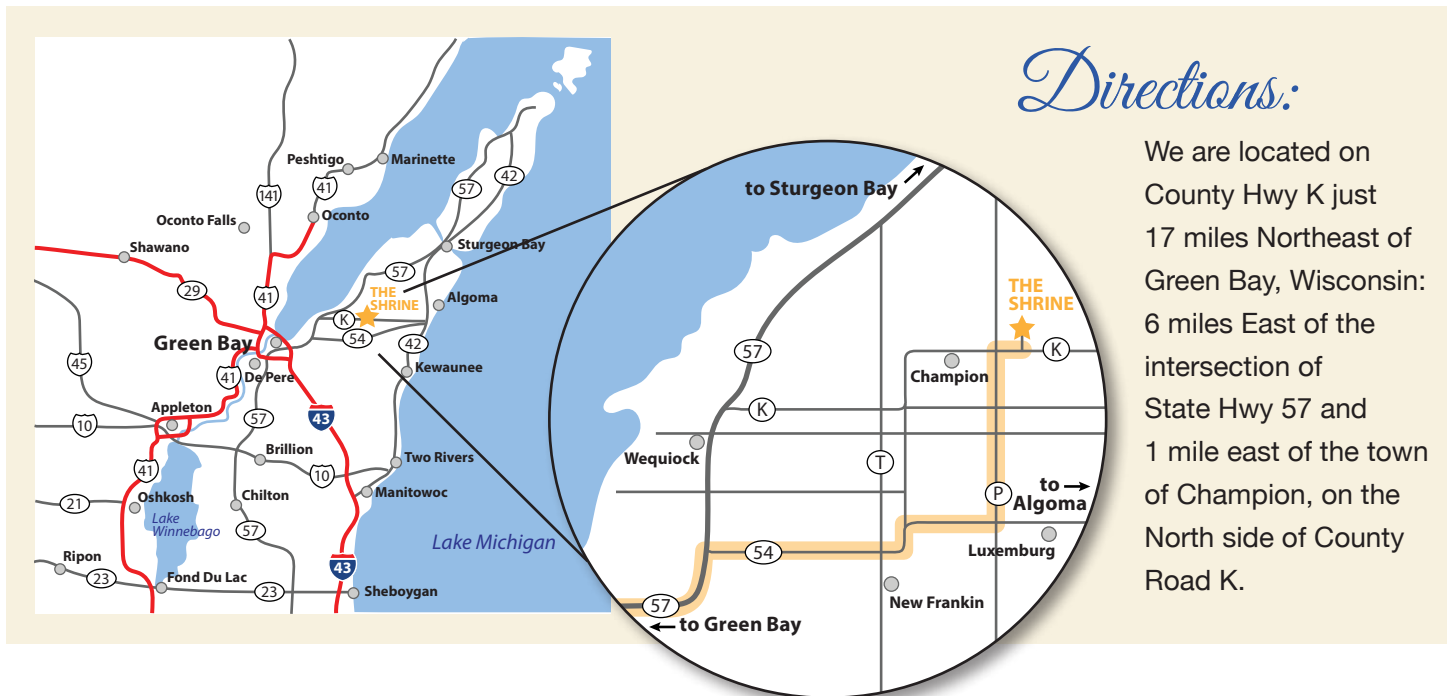 Directions:
We are located on
County Hwy K just
17 miles Northeast of
Green Bay, Wisconsin:
6 miles East of the
intersection of
State Hwy 57 and
1 mile east of the town
of Champion, on the
North side of County
Road K.
Peshtigo
Marinette
41
57
42
141
Oconto Falls
Oconto
Shawano
Sturgeon Bay
57
29
41
THE
SHRINE
Algoma
K
54
Green Bay
42
45
41
De Pere
Kewaunee
Appleton
10
57
43
Brillion
41
10
Two Rivers
21
Oshkosh
Chilton
Manitowoc
Lake
Winnebago
57
Lake Michigan
Ripon
43
23
Fond Du Lac
23
Sheboygan
to Sturgeon Bay
THE
SHRINE
57
K
Champion
K
Wequiock
T
P
to
Algoma
54
Luxemburg
57
New Frankin
to Green Bay